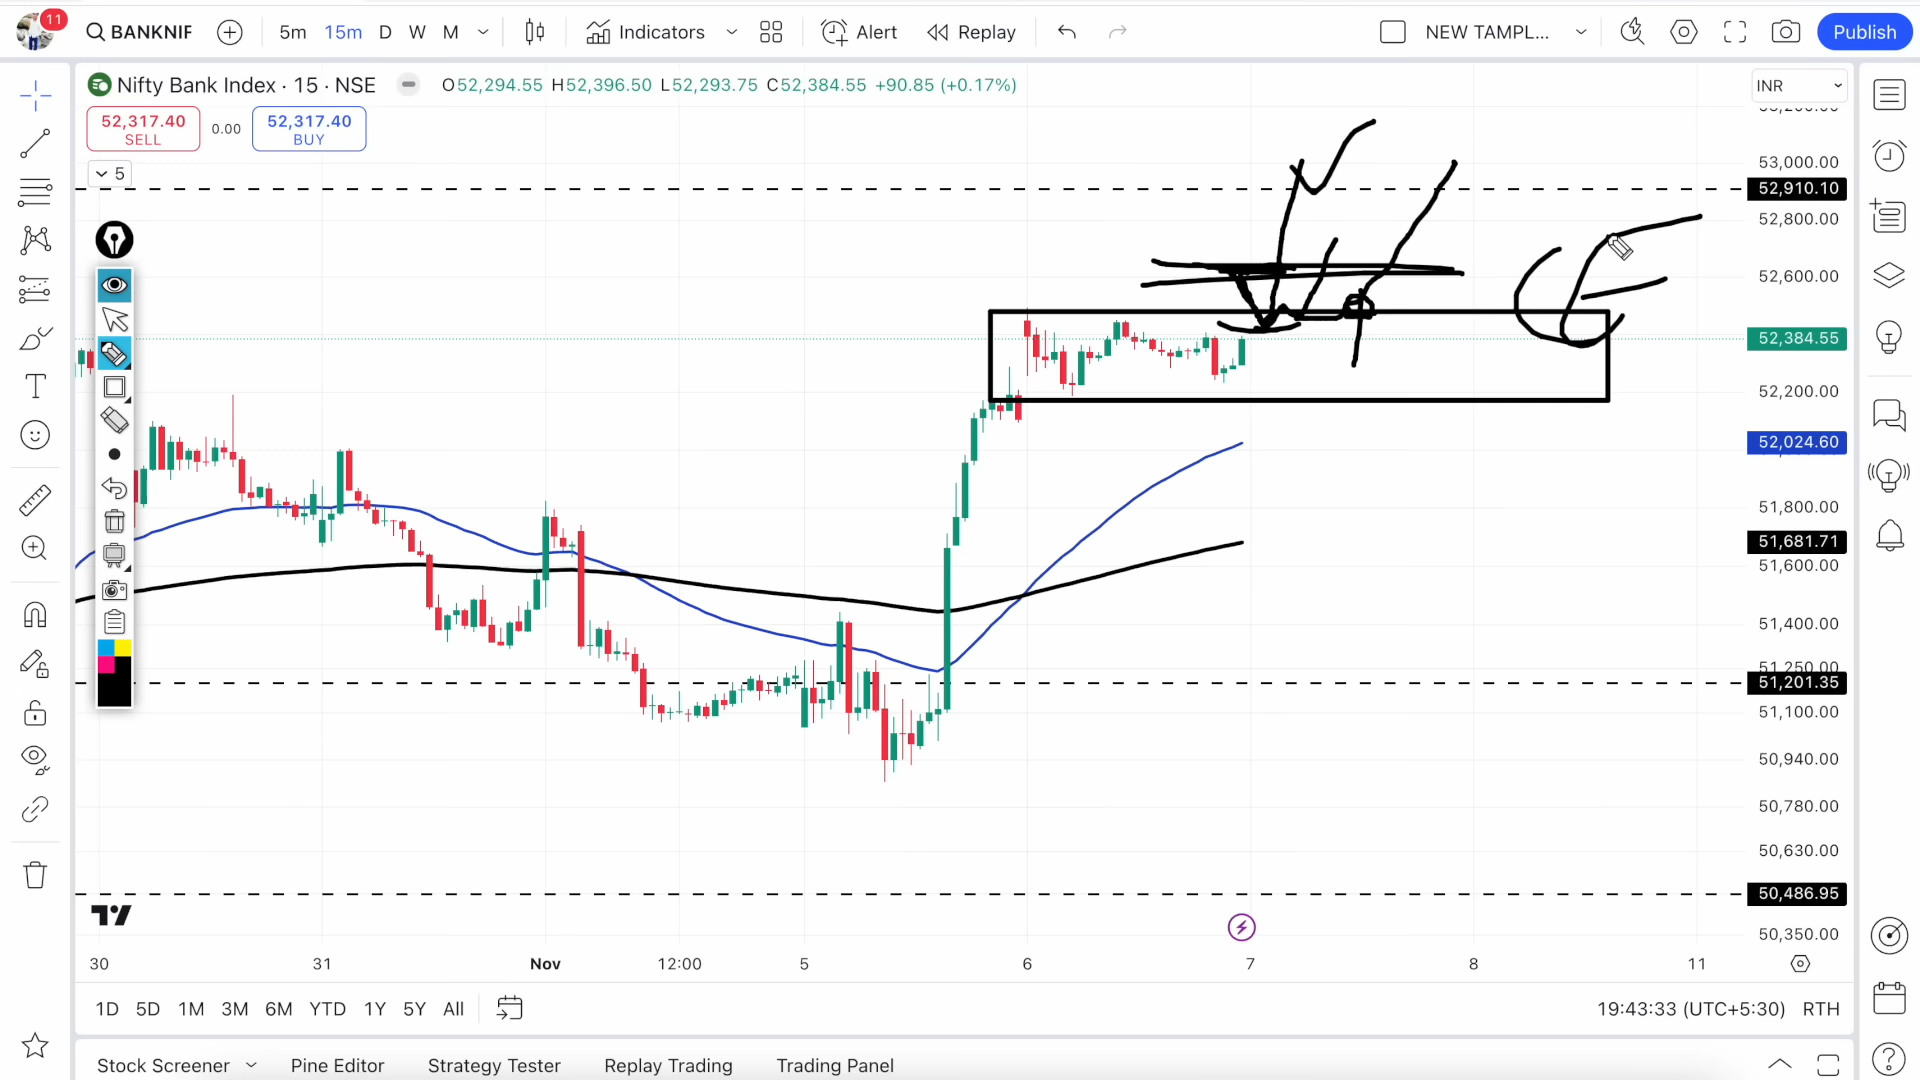 11
BANKNIF
5m 15m D W M
Indicators
Alert
Replay
NEW TAMPL...
Publish
Nifty Bank Index · 15 · NSE
O52,294.55 H52,396.50 L52,293.75 C52,384.55 +90.85 (+0.17%)
INR
52,317.40
SELL
0.00
52,317.40
BUY
5
53,000.00
52,910.10
52,800.00
52,600.00
CE
52,384.55
52,200.00
52,024.60
51,800.00
51,681.71
51,600.00
51,400.00
51,250.00
51,201.35
51,100.00
50,940.00
50,780.00
50,630.00
50,486.95
50,350.00
30 31 Nov 12:00 5 6 7 8 11
1D 5D 1M 3M 6M YTD 1Y 5Y All
19:43:33 (UTC+5:30) RTH
Stock Screener Pine Editor Strategy Tester Replay Trading Trading Panel